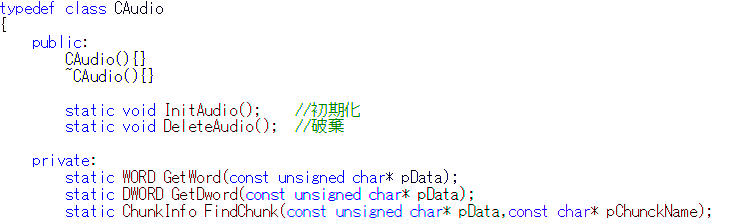 typedef class CAudio
{
    public:
        CAudio(){}
        ~CAudio(){}

        static void InitAudio();    //初期化
        static void DeleteAudio();  //破棄

    private:
        static WORD GetWord(const unsigned char* pData);
        static DWORD GetDword(const unsigned char* pData);
        static ChunkInfo FindChunk(const unsigned char* pData,const char* pChunckName);